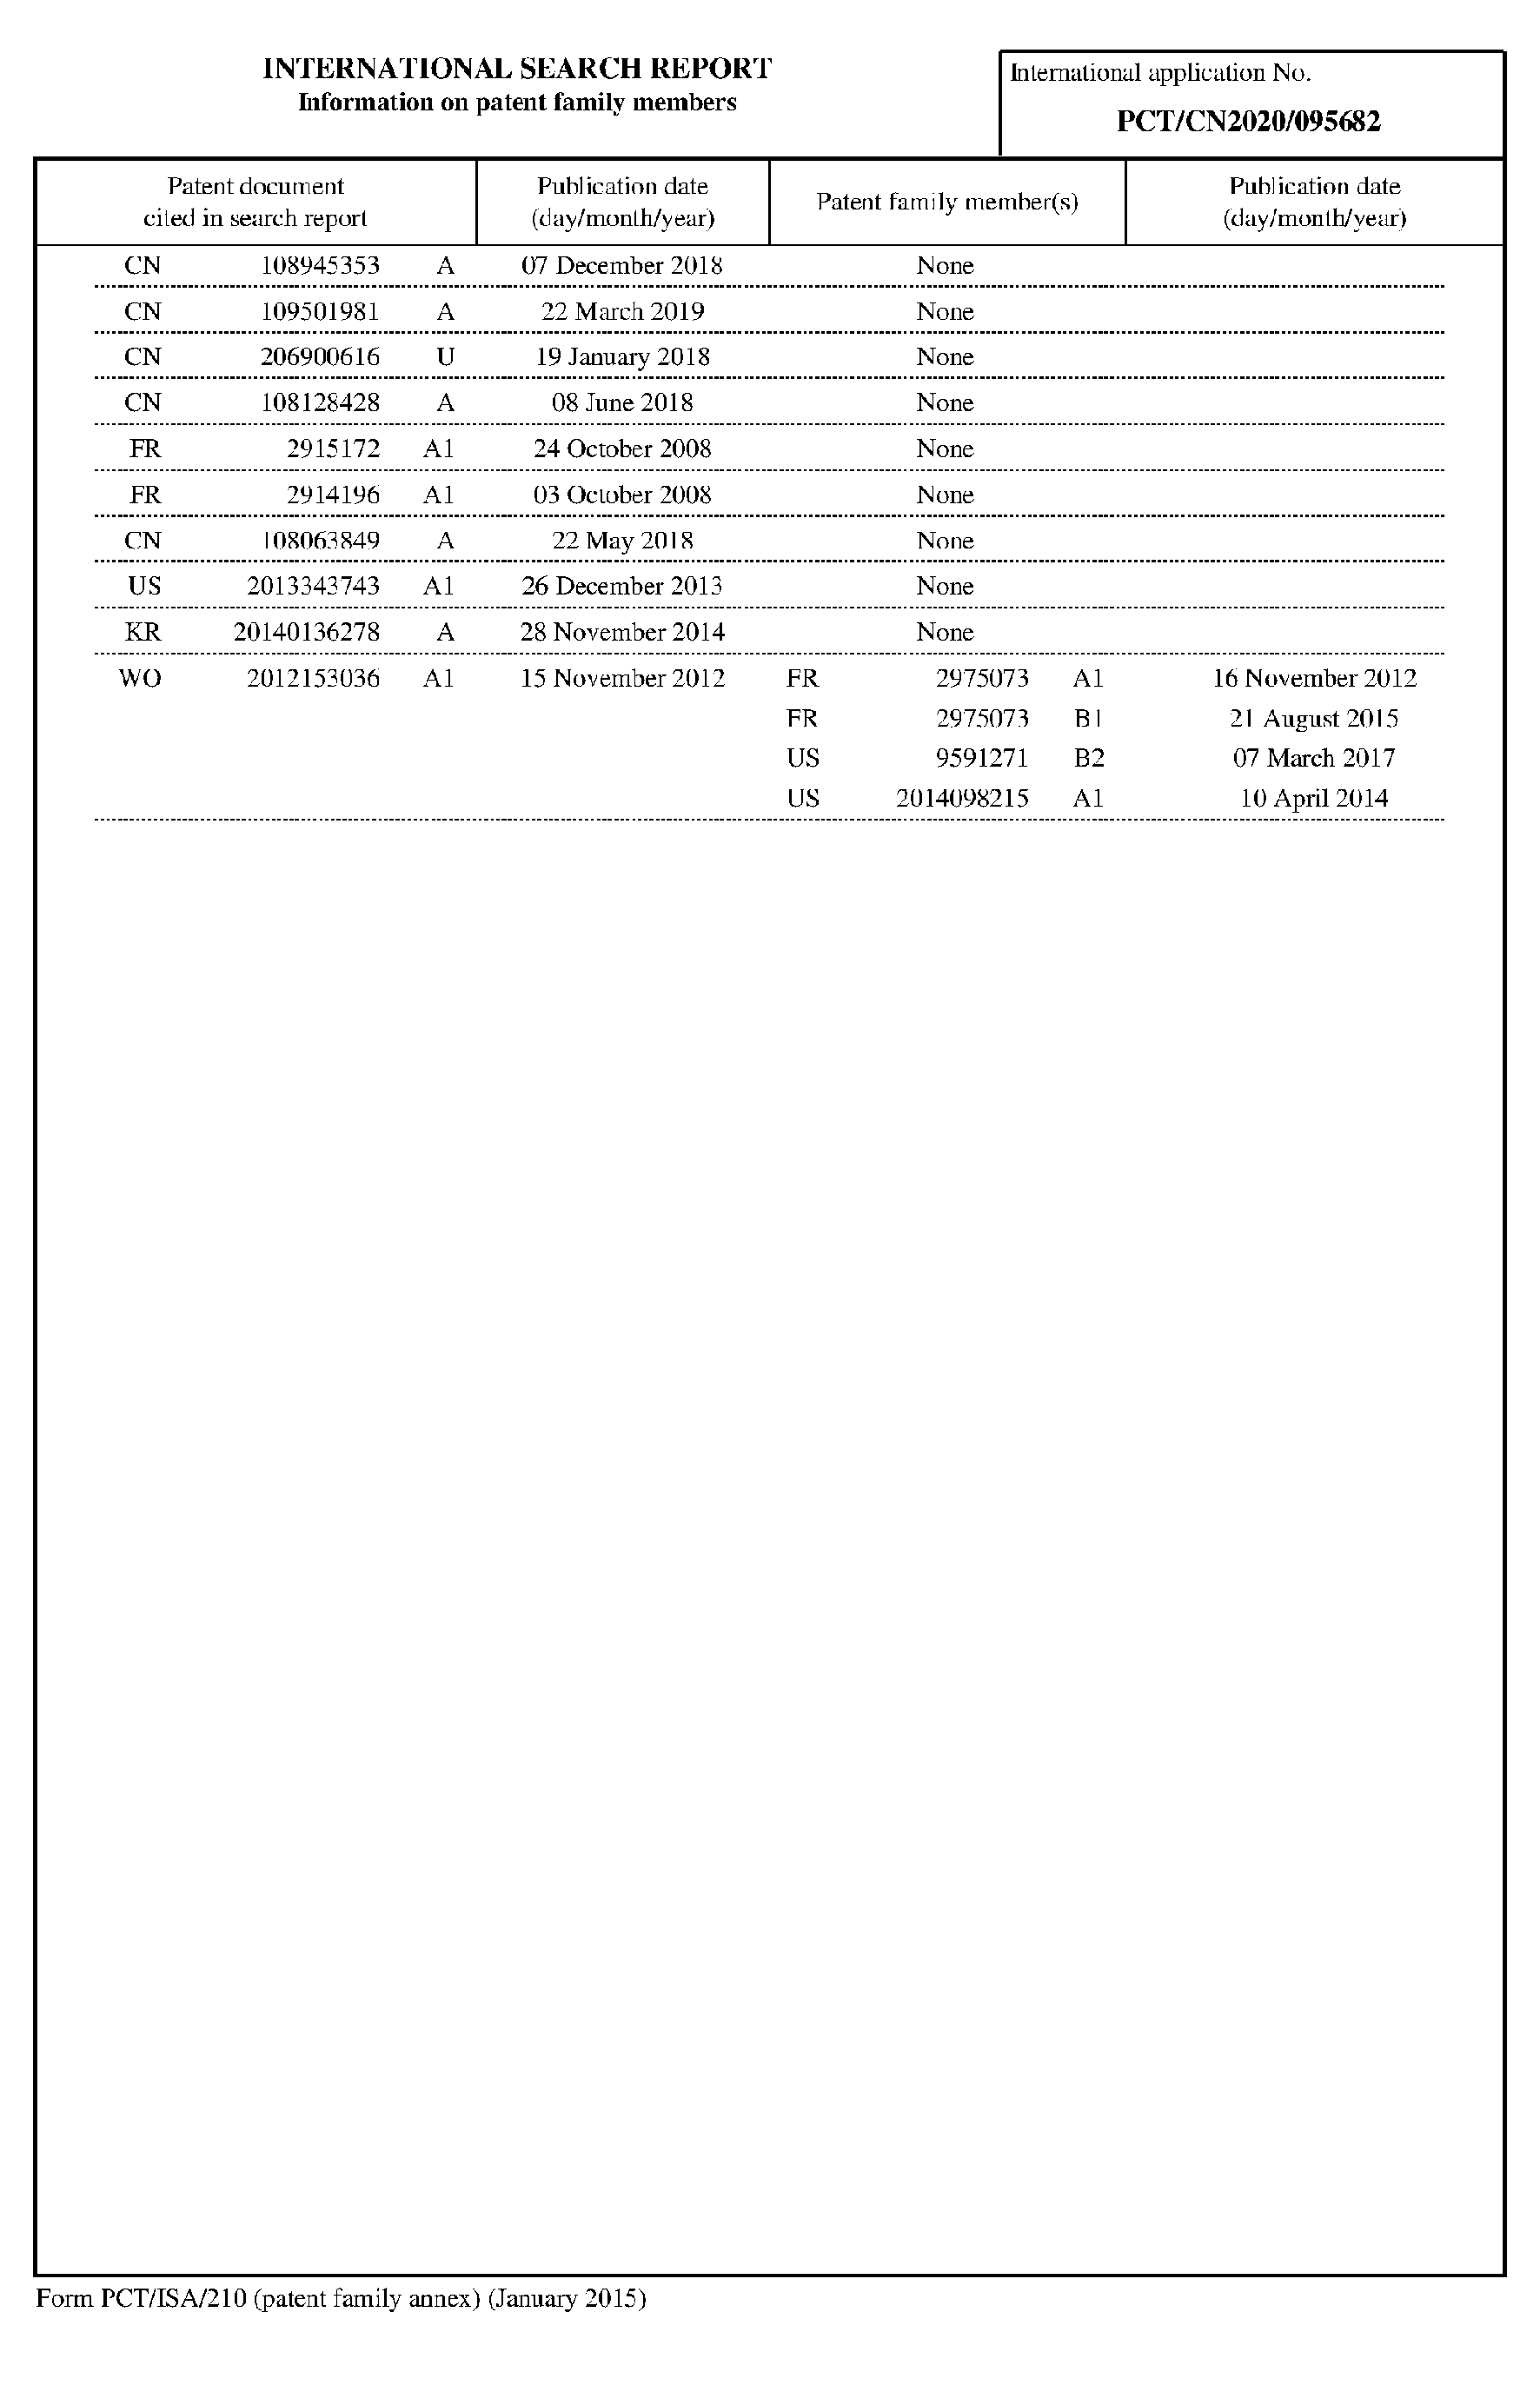 INTERNATIONAL SEARCH REPORT
Information on patent family members
International application No.
PCT/CN2020/095682
Patent document
cited in search report
Publication date
(day/month/year)
Patent family member(s)
Publication date
(day/month/year)
CN 108945353 A 07 December 2018 None
CN 109501981 A 22 March 2019 None
CN 206900616 U 19 January 2018 None
CN 108128428 A 08 June 2018 None
FR 2915172 A1 24 October 2008 None
FR 2914196 A1 03 October 2008 None
CN 108063849 A 22 May 2018 None
US 2013343743 A1 26 December 2013 None
KR 20140136278 A 28 November 2014 None
WO 2012153036 A1 15 November 2012 FR 2975073 A1 16 November 2012
FR 2975073 B1 21 August 2015
US 9591271 B2 07 March 2017
US 2014098215 A1 10 April 2014
Form PCT/ISA/210 (patent family annex) (January 2015)